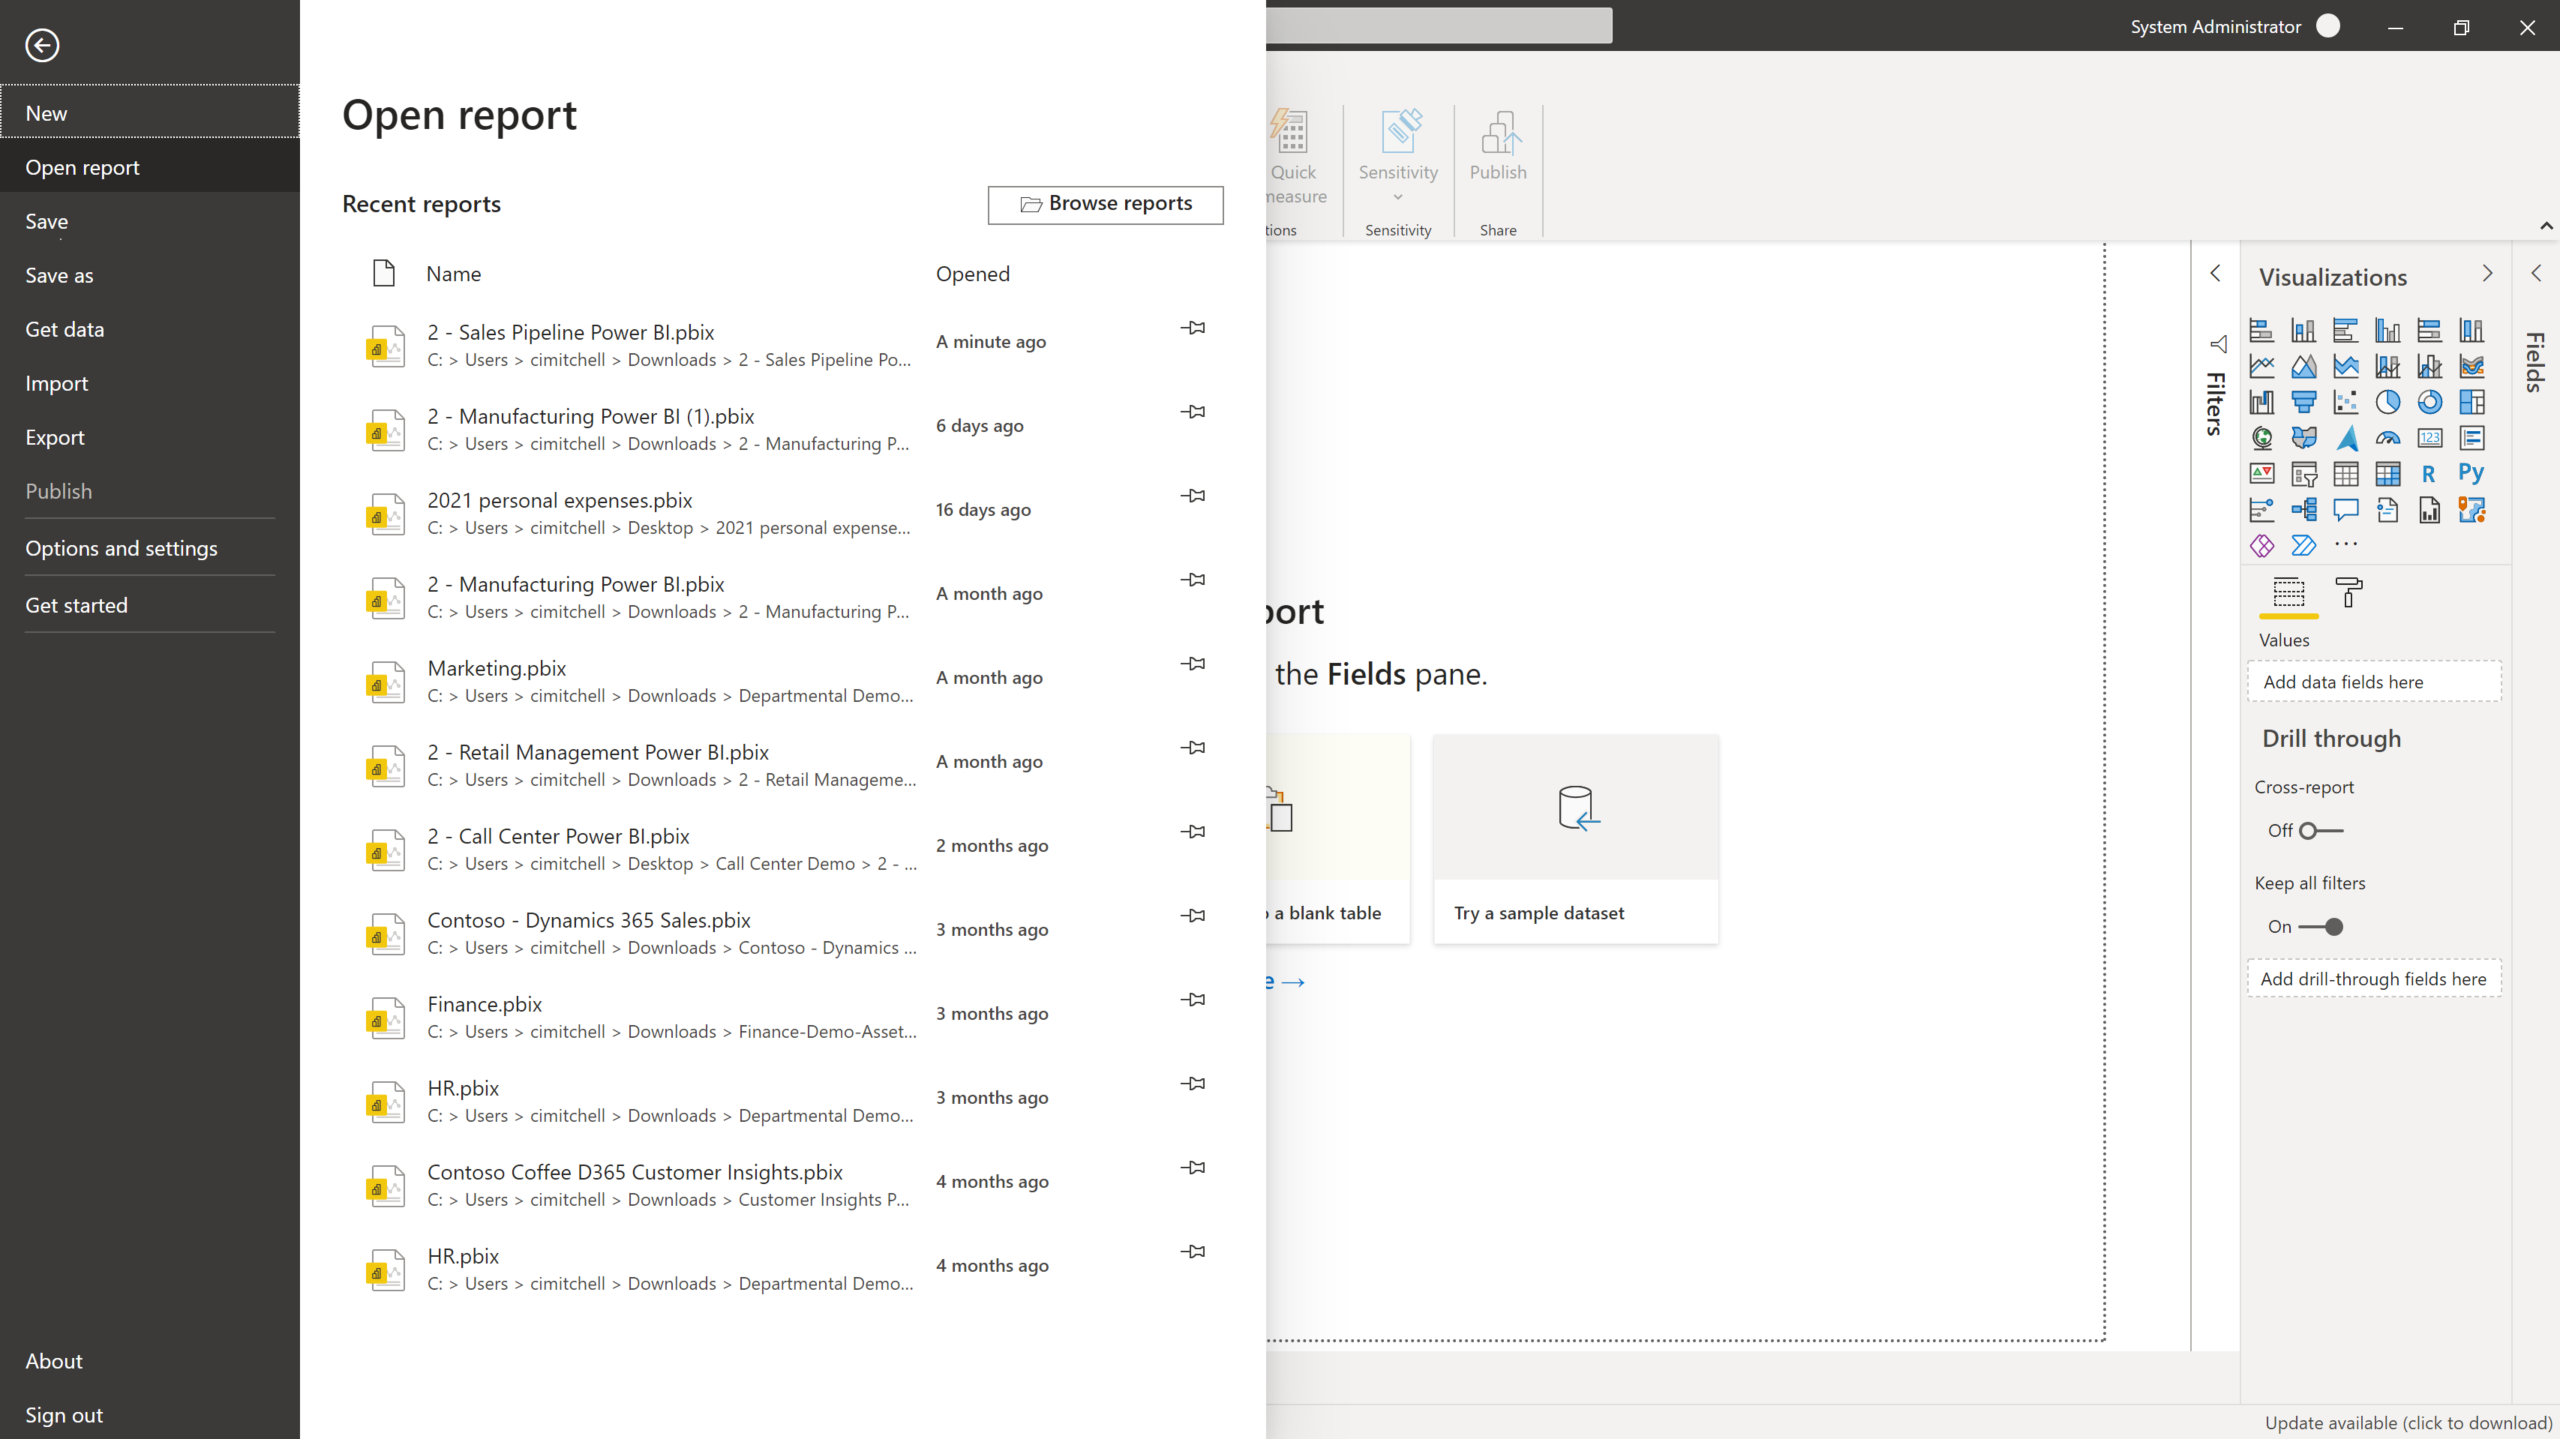 System Administrator
New
Open report
Save
Save as
Get data
Import
Export
Publish
Options and settings
Get started
About
Sign out
Open report
Recent reports
Browse reports
Name Opened
2 - Sales Pipeline Power BI.pbix
C: > Users > cimitchell > Downloads > 2 - Sales Pipeline Po...
A minute ago
2 - Manufacturing Power BI (1).pbix
C: > Users > cimitchell > Downloads > 2 - Manufacturing P...
6 days ago
2021 personal expenses.pbix
C: > Users > cimitchell > Desktop > 2021 personal expense...
16 days ago
2 - Manufacturing Power BI.pbix
C: > Users > cimitchell > Downloads > 2 - Manufacturing P...
A month ago
Marketing.pbix
C: > Users > cimitchell > Downloads > Departmental Demo...
A month ago
2 - Retail Management Power BI.pbix
C: > Users > cimitchell > Downloads > 2 - Retail Manageme...
A month ago
2 - Call Center Power BI.pbix
C: > Users > cimitchell > Desktop > Call Center Demo > 2 - ...
2 months ago
Contoso - Dynamics 365 Sales.pbix
C: > Users > cimitchell > Downloads > Contoso - Dynamics ...
3 months ago
Finance.pbix
C: > Users > cimitchell > Downloads > Finance-Demo-Asset...
3 months ago
HR.pbix
C: > Users > cimitchell > Downloads > Departmental Demo...
3 months ago
Contoso Coffee D365 Customer Insights.pbix
C: > Users > cimitchell > Downloads > Customer Insights P...
4 months ago
HR.pbix
C: > Users > cimitchell > Downloads > Departmental Demo...
4 months ago
Quick
measure
tions
Sensitivity
Sensitivity
Publish
Share
port
the Fields pane.
o a blank table
Try a sample dataset
e →
Filters
Visualizations
123
R Py
Values
Add data fields here
Drill through
Cross-report
Off
Keep all filters
On
Add drill-through fields here
Fields
Update available (click to download)